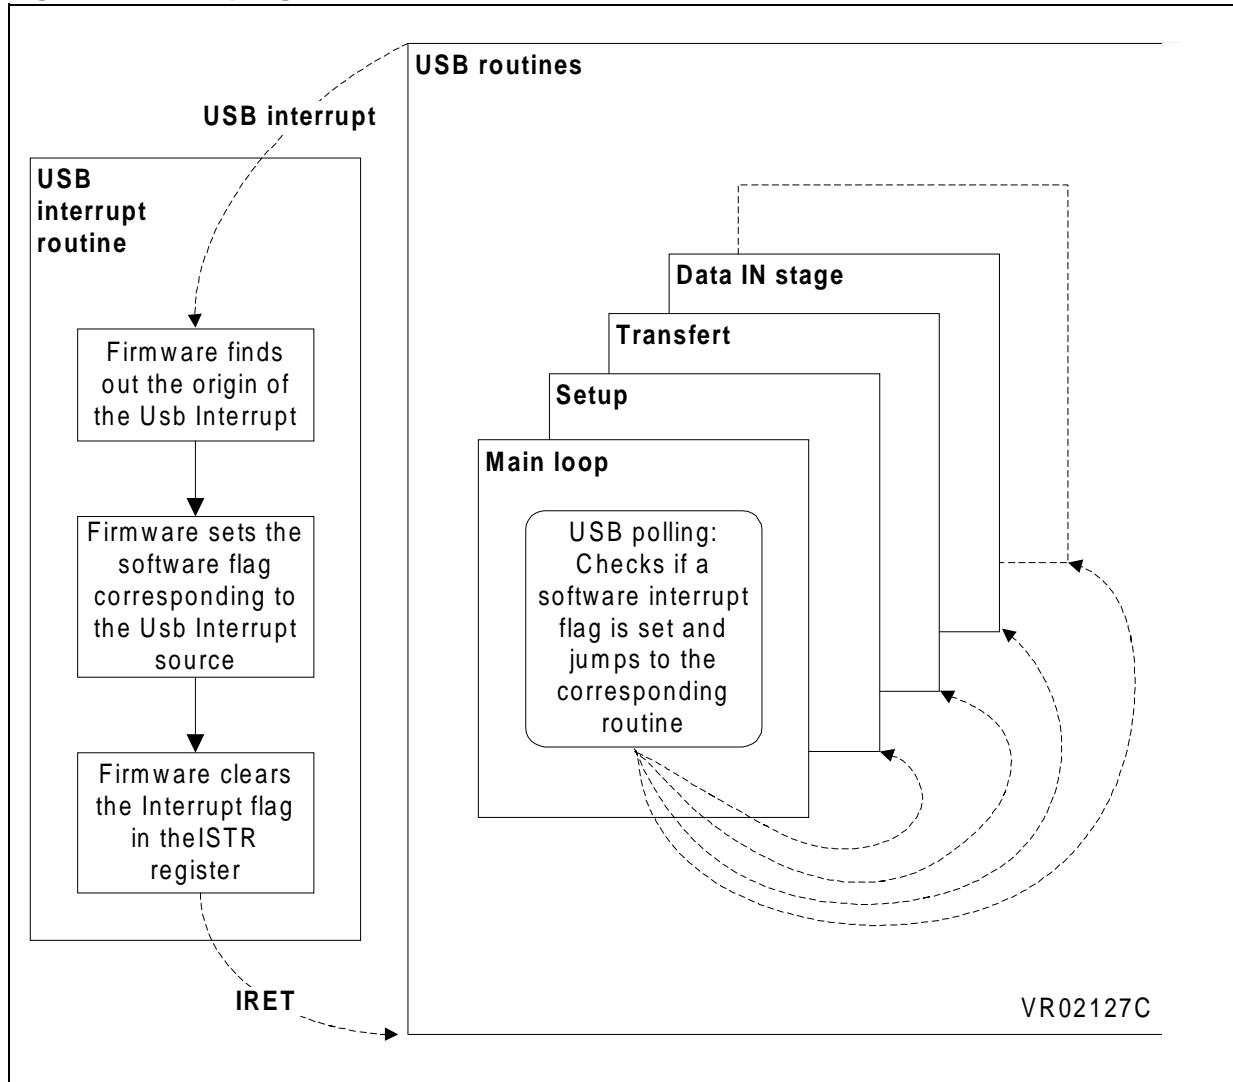 USB routines
USB interrupt
USB
interrupt
routine
Firmware finds
out the origin of
the Usb Interrupt
Firmware sets the
software flag
corresponding to
the Usb Interrupt
source
Firmware clears
the Interrupt flag
in theISTR
register
IRET
Data IN stage
Transfert
Setup
Main loop
USB polling:
Checks if a
software interrupt
flag is set and
jumps to the
corresponding
routine
VR02127C